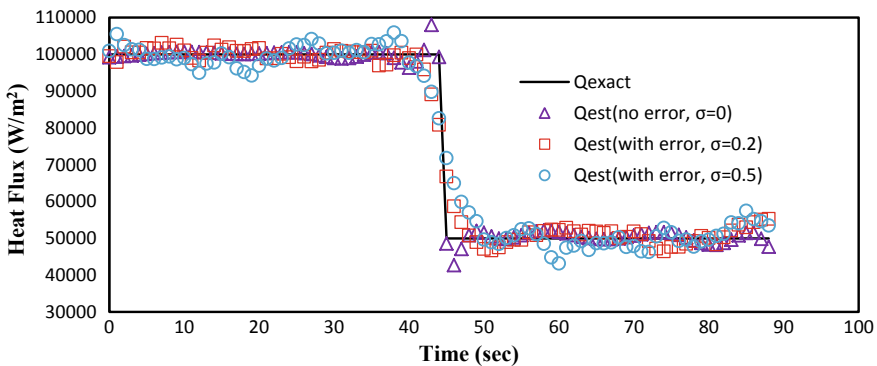 110000
100000
90000
80000
70000
60000
50000
40000
30000
Heat Flux (W/m²)
Qexact
Qest(no error, σ=0)
Qest(with error, σ=0.2)
Qest(with error, σ=0.5)
0 10 20 30 40 50 60 70 80 90 100
Time (sec)